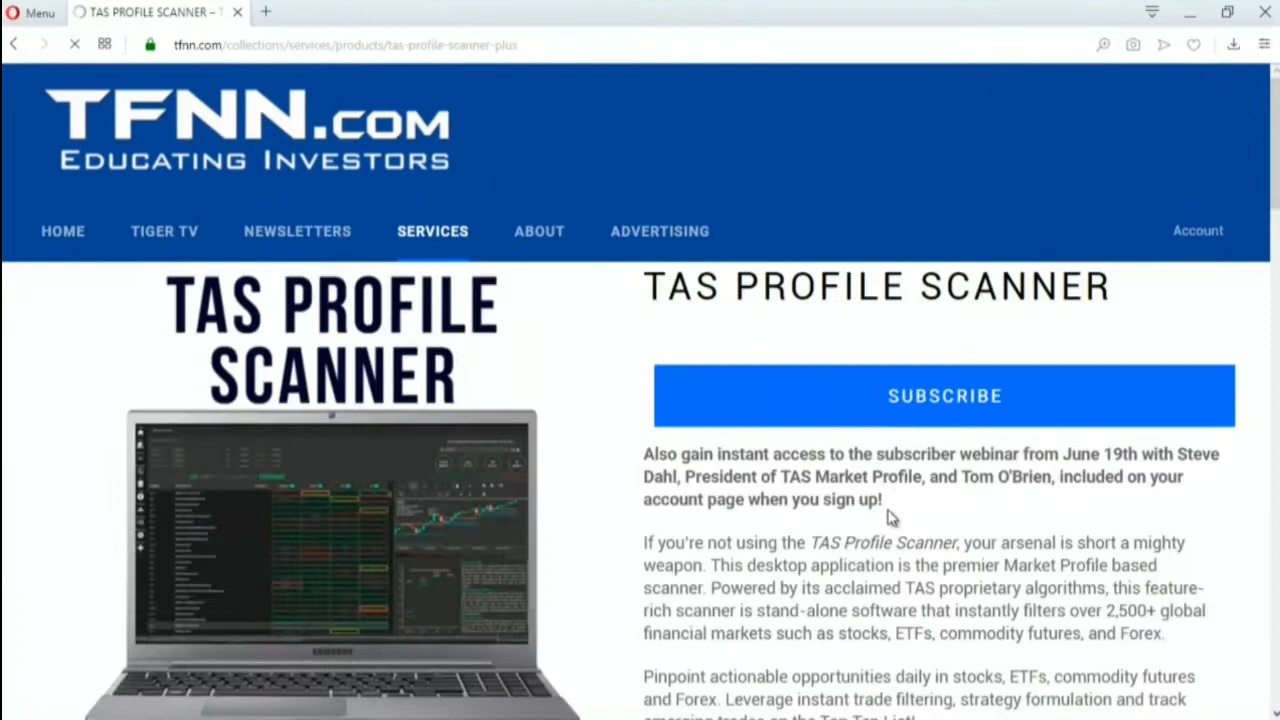 Menu
TAS PROFILE SCANNER – T
tfnn.com/collections/services/products/tas-profile-scanner-plus
TFNN.COM
EDUCATING INVESTORS
HOME TIGER TV NEWSLETTERS SERVICES ABOUT ADVERTISING Account
TAS PROFILE
SCANNER
SAMSUNG
TAS PROFILE SCANNER
SUBSCRIBE
Also gain instant access to the subscriber webinar from June 19th with Steve
Dahl, President of TAS Market Profile, and Tom O'Brien, included on your
account page when you sign up!
If you're not using the TAS Profile Scanner, your arsenal is short a mighty
weapon. This desktop application is the premier Market Profile based
scanner. Powered by its acclaimed TAS proprietary algorithms, this feature-
rich scanner is stand-alone software that instantly filters over 2,500+ global
financial markets such as stocks, ETFs, commodity futures, and Forex.
Pinpoint actionable opportunities daily in stocks, ETFs, commodity futures
and Forex. Leverage instant trade filtering, strategy formulation and track
emerging trades on the Top Ten List!